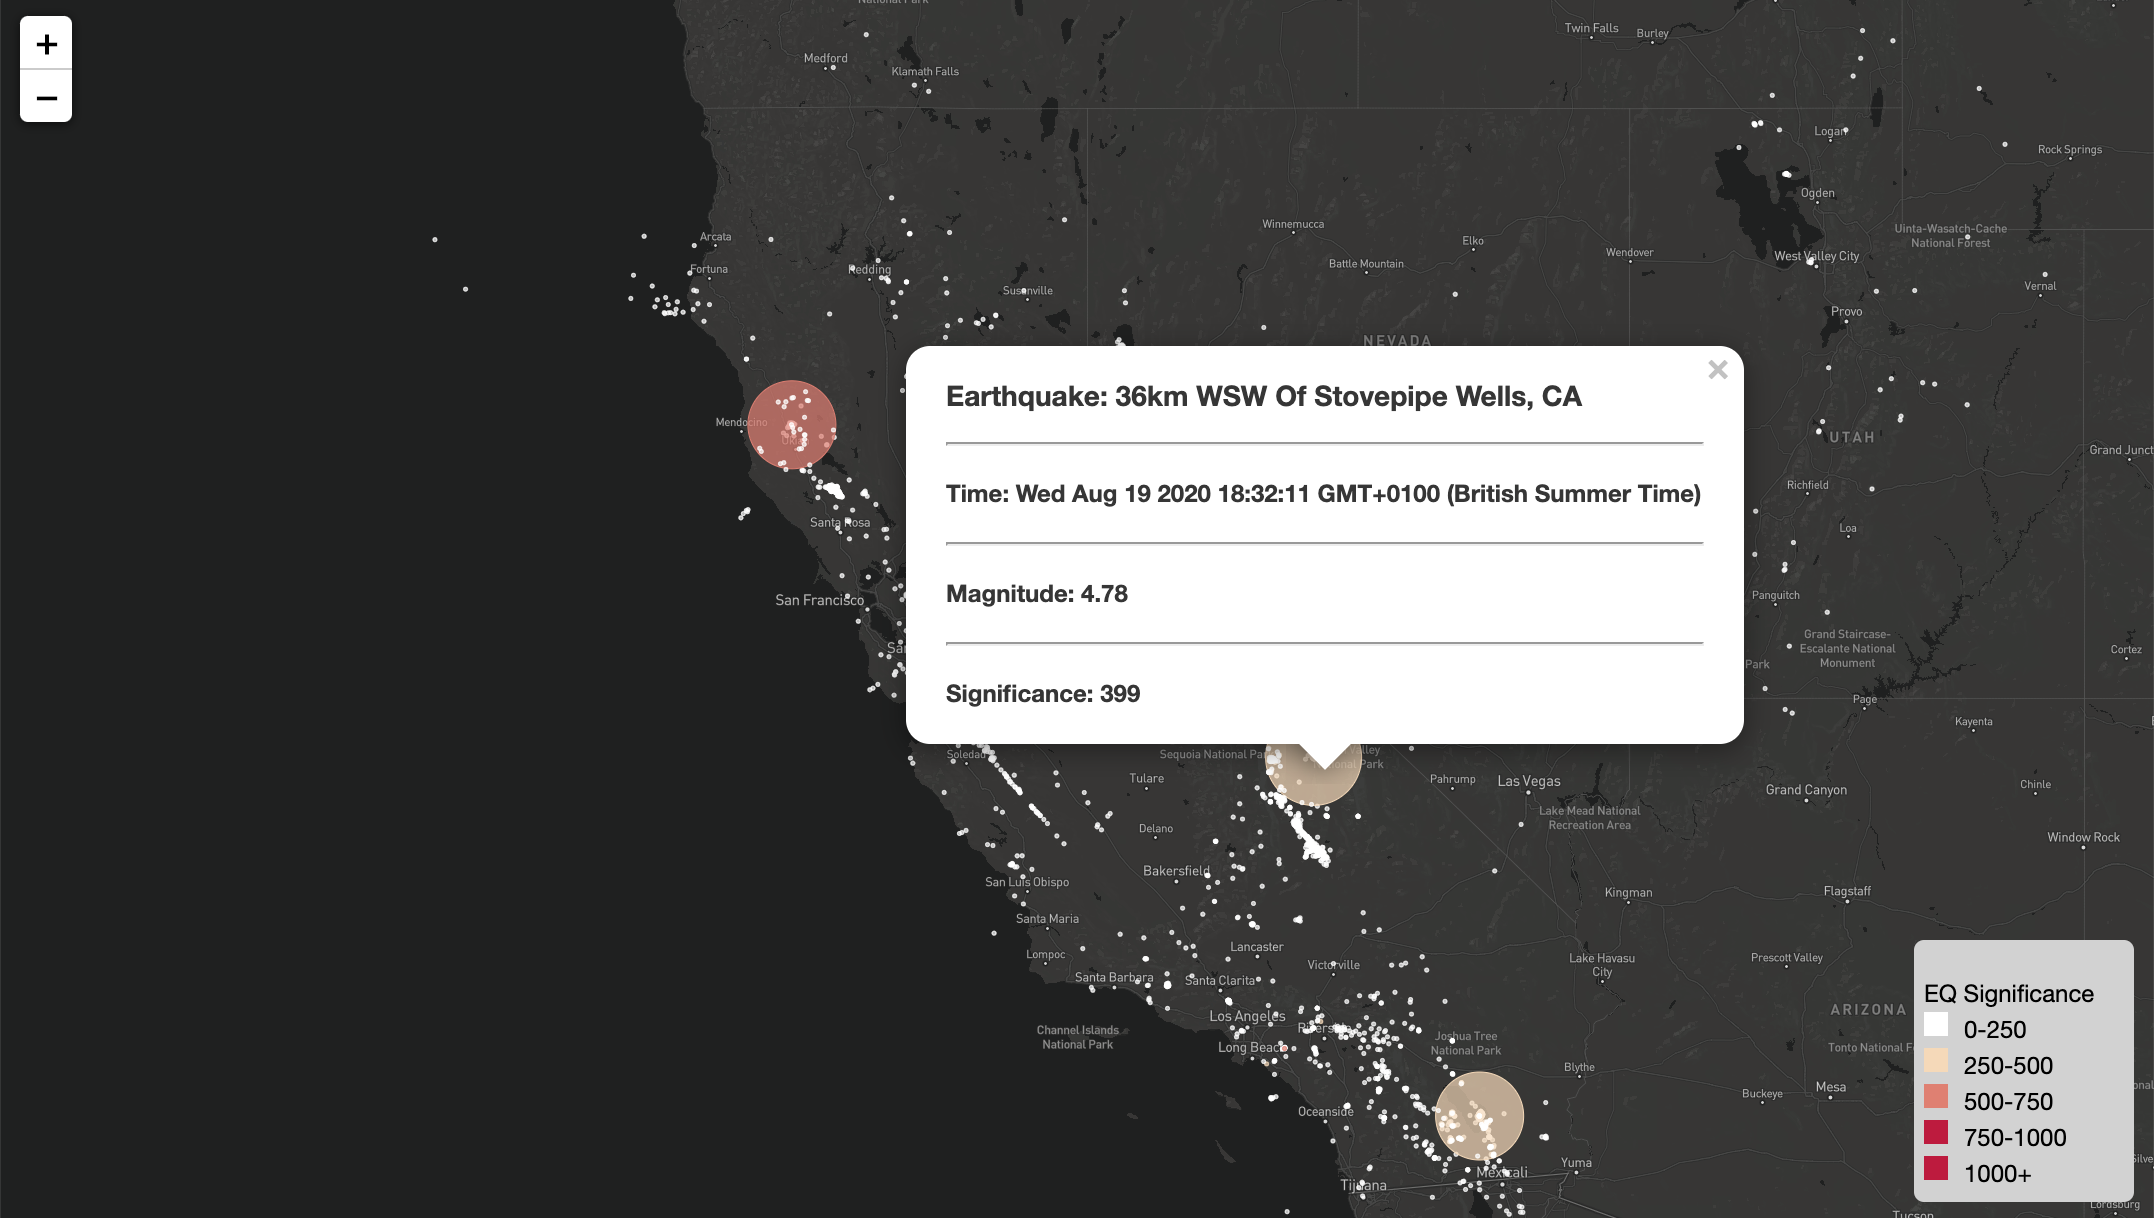 +
−
National Park
Medford
Klamath Falls
Twin Falls
Burley
Logan
Rock Springs
Ogden
Arcata
Winnemucca
Uinta-Wasatch-Cache
National Forest
Elko
Wendover
West Valley City
Fortuna
Redding
Battle Mountain
Susanville
Vernal
Provo
NEVADA
Mendocino
Ukiah
UTAH
Grand Junct
Richfield
Santa Rosa
Loa
San Francisco
Panguitch
Grand Staircase-
Escalante National
Monument
Cortez
Park
Page
Kayenta
Earthquake: 36km WSW Of Stovepipe Wells, CA
×
Time: Wed Aug 19 2020 18:32:11 GMT+0100 (British Summer Time)
Magnitude: 4.78
Significance: 399
Soledad
Sequoia National Par
Valley
National Park
Tulare
Pahrump
Las Vegas
Grand Canyon
Chinle
Lake Mead National
Recreation Area
Delano
Window Rock
Bakersfield
San Luis Obispo
Kingman
Flagstaff
Santa Maria
Lancaster
Lompoc
Victorville
Lake Havasu
City
Prescott Valley
Santa Barbara
Santa Clarita
Los Angeles
Riverside
ARIZONA
Channel Islands
National Park
Joshua Tree
National Park
Long Beach
Tonto National F
Blythe
Mesa
Buckeye
Oceanside
Yuma
Mexicali
Tijuana
Tucson
Lordsburg
EQ Significance
0-250
250-500
500-750
750-1000
1000+